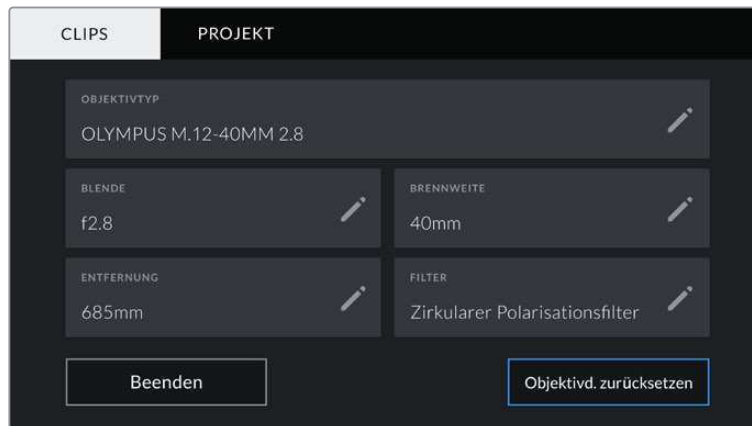 CLIPS PROJEKT
OBJEKTIVTYP
OLYMPUS M.12-40MM 2.8
BLENDE
f2.8
BRENNWEITE
40mm
ENTFERNUNG
685mm
FILTER
Zirkularer Polarisationsfilter
Beenden
Objektivd. zurücksetzen